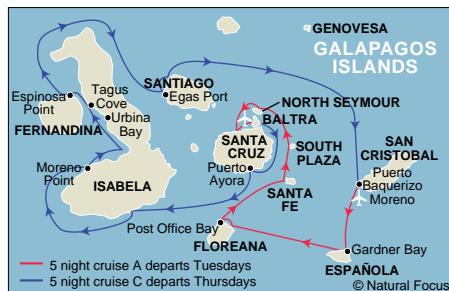 GENOVESA
GALAPAGOS
ISLANDS
SANTIAGO
Egas Port
Tagus
Cove
Espinosa
Point
Urbina
Bay
FERNANDINA
NORTH SEYMOUR
BALTRA
SANTA
CRUZ
SOUTH
PLAZA
SAN
CRISTOBAL
Moreno
Point
ISABELA
Puerto
Ayora
Puerto
Baquerizo
Moreno
SANTA
FE
Post Office Bay
FLOREANA
Gardner Bay
ESPAÑOLA
5 night cruise A departs Tuesdays
5 night cruise C departs Thursdays
© Natural Focus